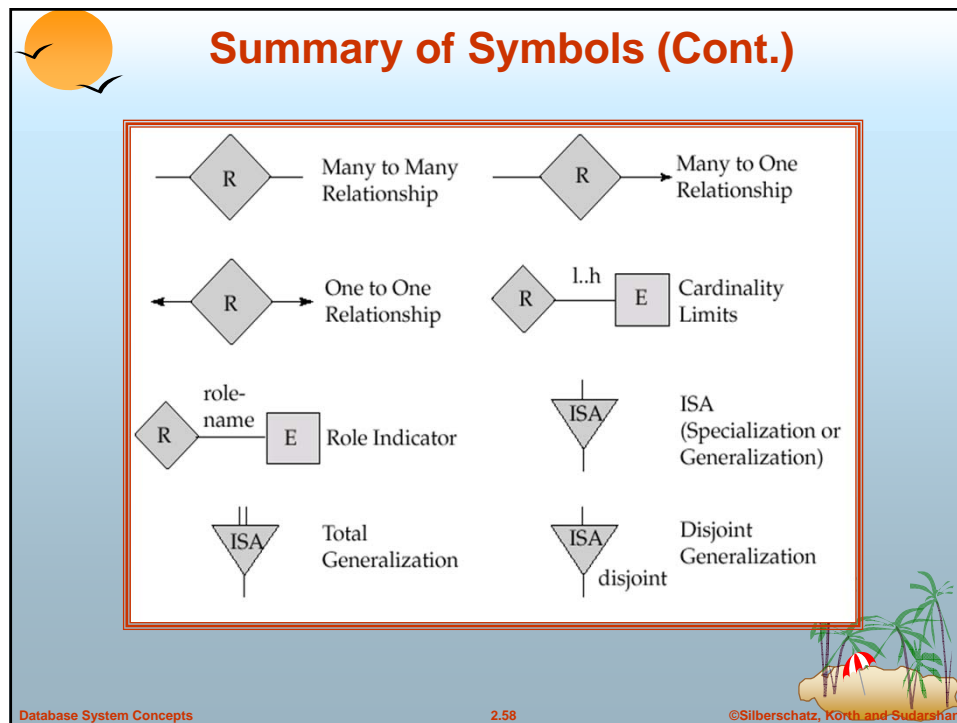 Summary of Symbols (Cont.)
R
Many to Many
Relationship
R
Many to One
Relationship
R
One to One
Relationship
R
l..h
E
Cardinality
Limits
R
role-
name
E
Role Indicator
ISA
ISA
(Specialization or
Generalization)
ISA
Total
Generalization
ISA
disjoint
Disjoint
Generalization
Database System Concepts
2.58
©Silberschatz, Korth and Sudarshan